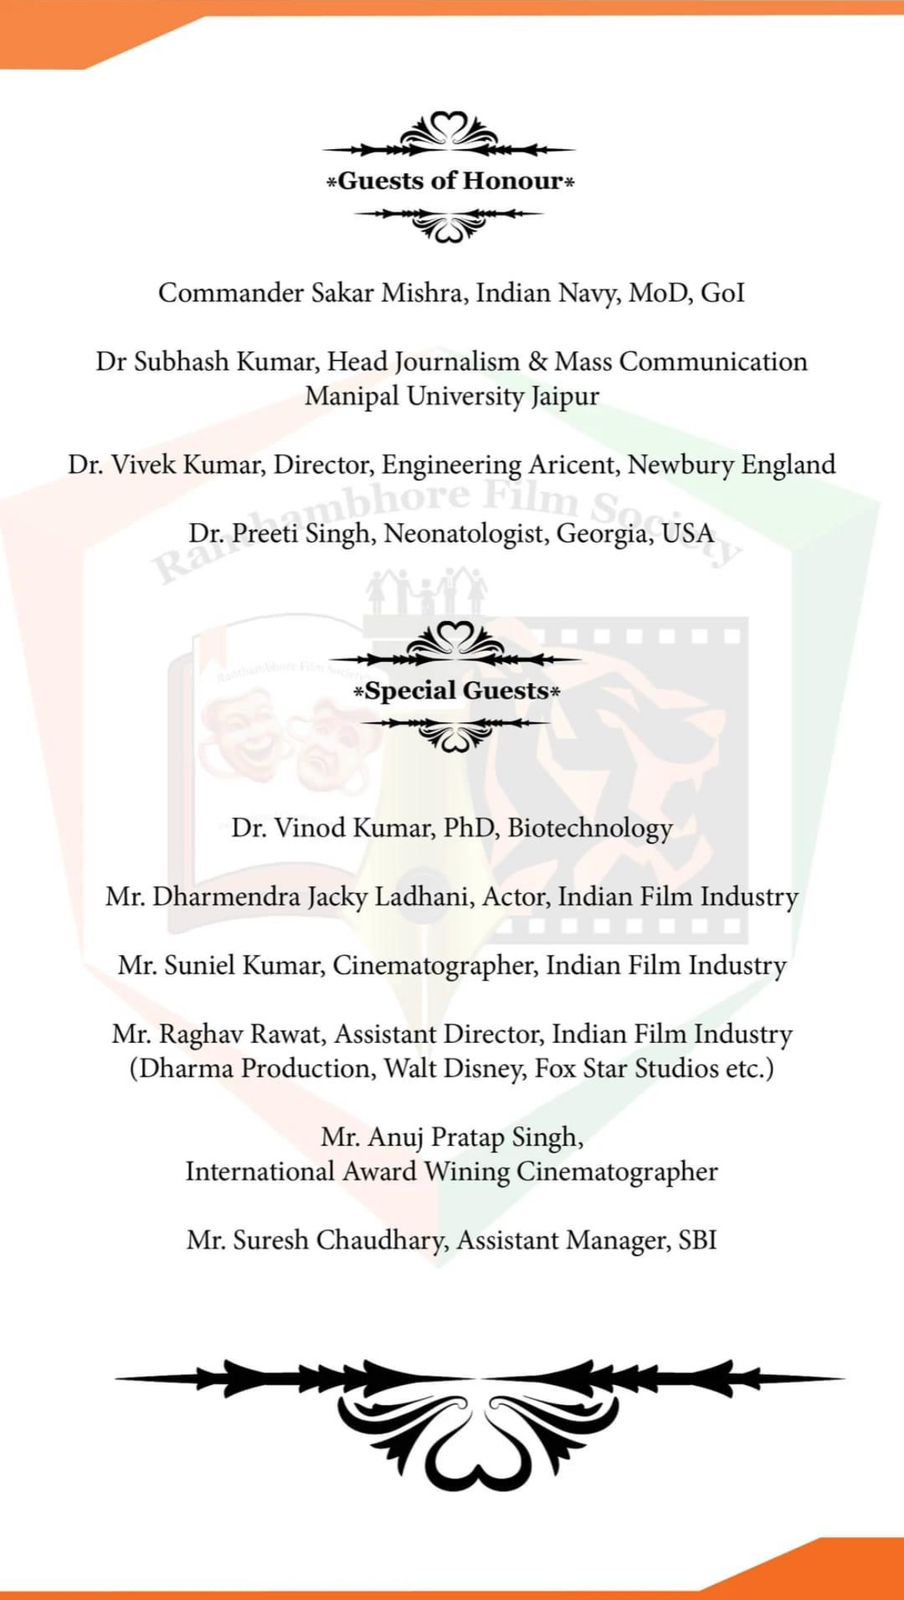 *Guests of Honour*
Commander Sakar Mishra, Indian Navy, MoD, GoI
Dr Subhash Kumar, Head Journalism & Mass Communication
Manipal University Jaipur
Dr. Vivek Kumar, Director, Engineering Aricent, Newbury England
Ranthambhore Film Society
Dr. Preeti Singh, Neonatologist, Georgia, USA
Ranthambhore Film Society
*Special Guests*
Dr. Vinod Kumar, PhD, Biotechnology
Mr. Dharmendra Jacky Ladhani, Actor, Indian Film Industry
Mr. Suniel Kumar, Cinematographer, Indian Film Industry
Mr. Raghav Rawat, Assistant Director, Indian Film Industry
(Dharma Production, Walt Disney, Fox Star Studios etc.)
Mr. Anuj Pratap Singh,
International Award Wining Cinematographer
Mr. Suresh Chaudhary, Assistant Manager, SBI